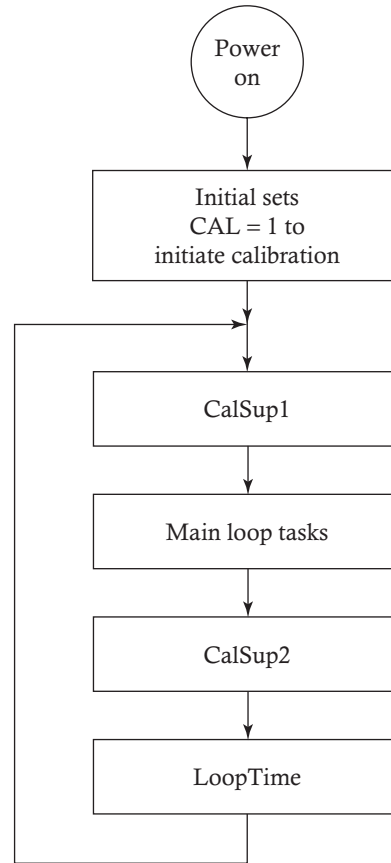 Power
on
Initial sets
CAL = 1 to
initiate calibration
CalSup1
Main loop tasks
CalSup2
LoopTime